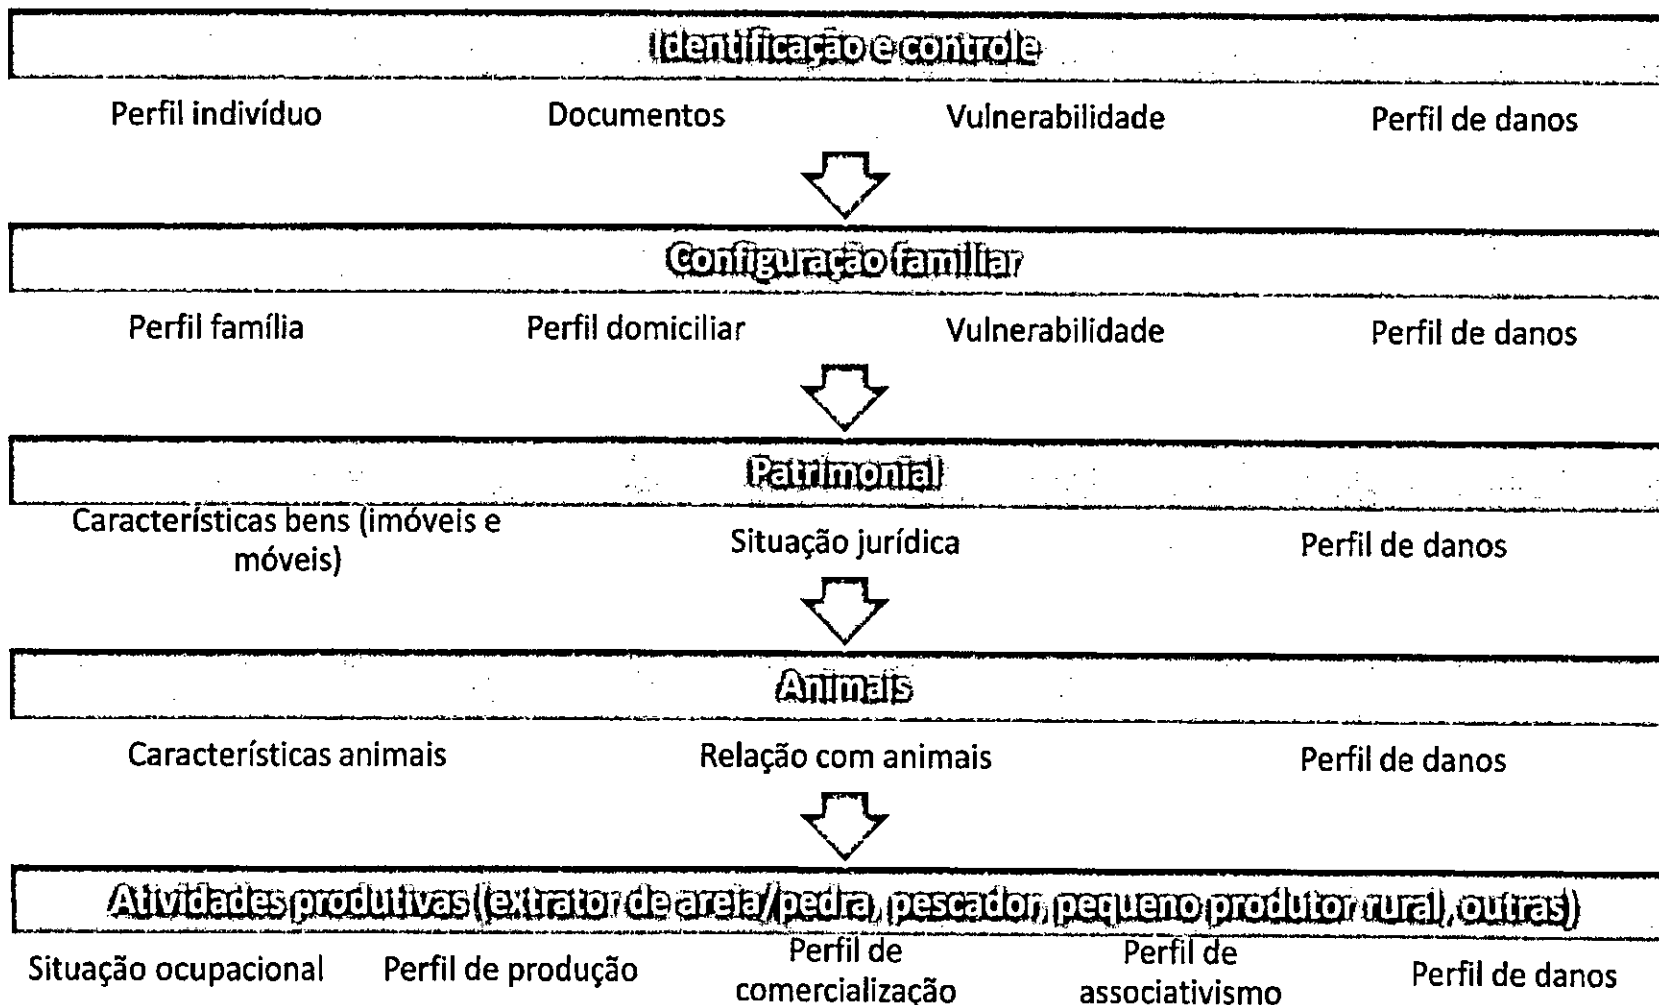 Identificação e controle
Perfil indivíduo Documentos Vulnerabilidade Perfil de danos
Configuração familiar
Perfil família Perfil domiciliar Vulnerabilidade Perfil de danos
Patrimonial
Características bens (imóveis e
móveis) Situação jurídica Perfil de danos
Animais
Características animais Relação com animais Perfil de danos
Atividades produtivas (extrator de areia/pedra, pescador, pequeno produtor rural, outras)
Situação ocupacional Perfil de produção Perfil de
comercialização Perfil de
associativismo Perfil de danos